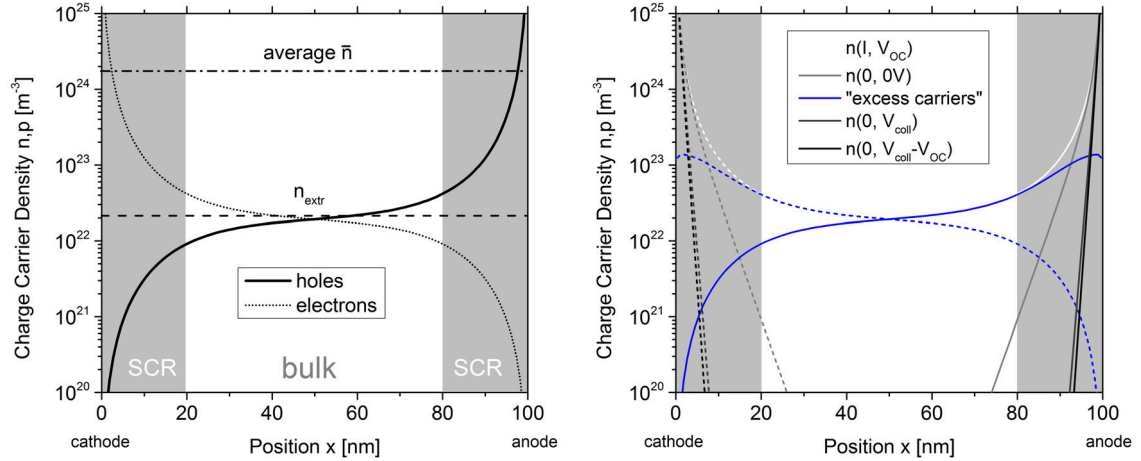 10^25
10^24
10^23
10^22
10^21
10^20
Charge Carrier Density n,p [m^-3]
average n̄
n_extr
holes
electrons
SCR
bulk
SCR
0 20 40 60 80 100
cathode
Position x [nm]
anode
10^25
10^24
10^23
10^22
10^21
10^20
Charge Carrier Density n,p [m^-3]
n(I, V_OC)
n(0, 0V)
"excess carriers"
n(0, V_coll)
n(0, V_coll-V_OC)
0 20 40 60 80 100
cathode
Position x [nm]
anode